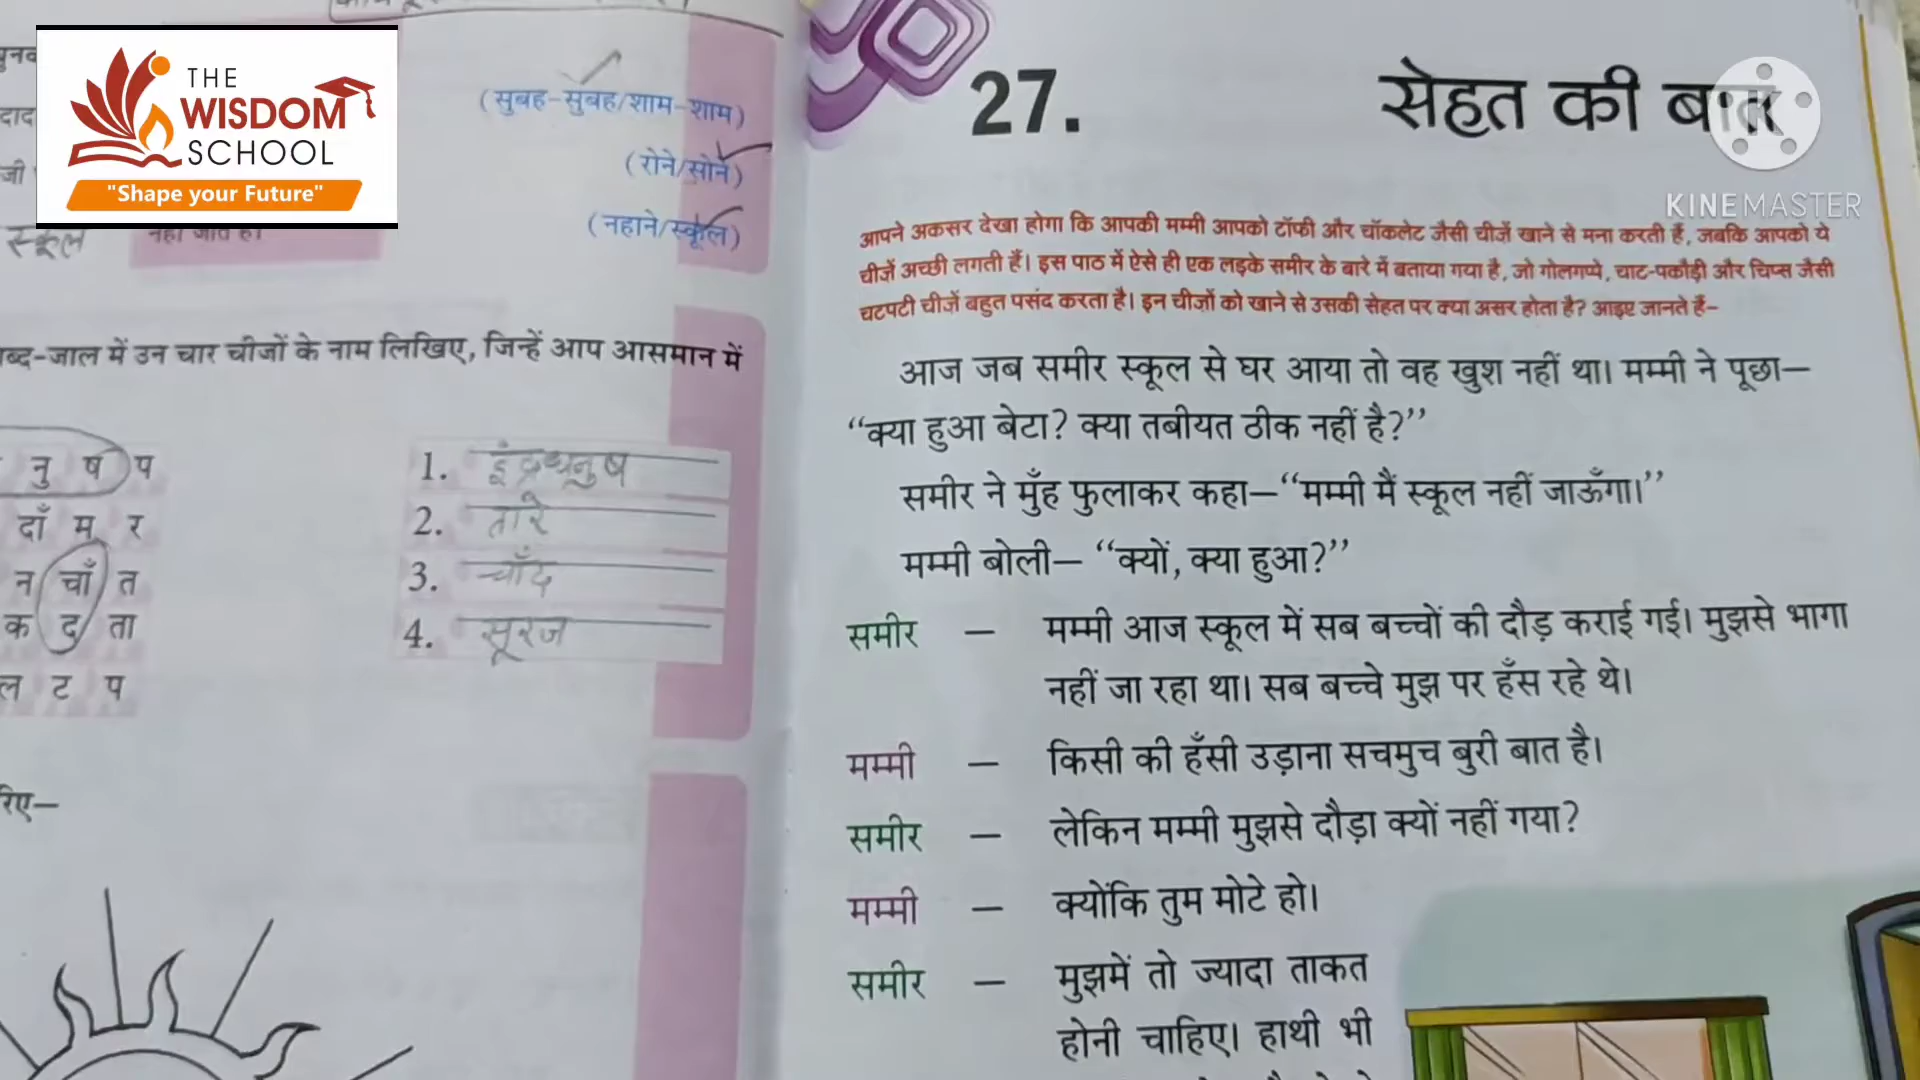 THE
WISDOM
SCHOOL
"Shape your Future"
(सुबह-सुबह/शाम-शाम)
(रोने/सोने)
(नहाने/स्कूल)
स्कूल नहीं जाते हैं।
शब्द-जाल में उन चार चीजों के नाम लिखिए, जिन्हें आप आसमान में
नु ष प
दाँ म र
न चाँ त
क द ता
ल ट प
1. इंद्रधनुष
2. तारे
3. चाँद
4. सूरज
27. सेहत की बात
KINEMASTER
आपने अकसर देखा होगा कि आपकी मम्मी आपको टॉफी और चॉकलेट जैसी चीज़ें खाने से मना करती हैं, जबकि आपको ये
चीज़ें अच्छी लगती हैं। इस पाठ में ऐसे ही एक लड़के समीर के बारे में बताया गया है, जो गोलगप्पे, चाट-पकौड़ी और चिप्स जैसी
चटपटी चीज़ें बहुत पसंद करता है। इन चीज़ों को खाने से उसकी सेहत पर क्या असर होता है? आइए जानते हैं–
आज जब समीर स्कूल से घर आया तो वह खुश नहीं था। मम्मी ने पूछा—
“क्या हुआ बेटा? क्या तबीयत ठीक नहीं है?”
समीर ने मुँह फुलाकर कहा—“मम्मी मैं स्कूल नहीं जाऊँगा।”
मम्मी बोली— “क्यों, क्या हुआ?”
समीर — मम्मी आज स्कूल में सब बच्चों की दौड़ कराई गई। मुझसे भागा
नहीं जा रहा था। सब बच्चे मुझ पर हँस रहे थे।
मम्मी — किसी की हँसी उड़ाना सचमुच बुरी बात है।
समीर — लेकिन मम्मी मुझसे दौड़ा क्यों नहीं गया?
मम्मी — क्योंकि तुम मोटे हो।
समीर — मुझमें तो ज्यादा ताकत
होनी चाहिए। हाथी भी